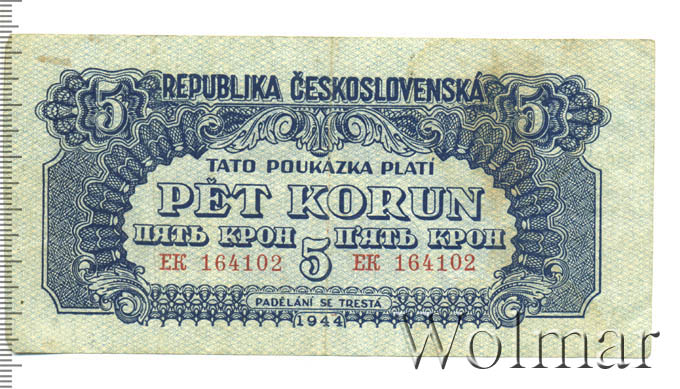 REPUBLIKA ČESKOSLOVENSKÁ
5 5
TATO POUKÁZKA PLATÍ
PĚT KORUN
ПЯТЬ КРОН П'ЯТЬ КРОН
5
ЕК 164102 ЕК 164102
PADĚLÁNÍ SE TRESTÁ
1944
Wolmar